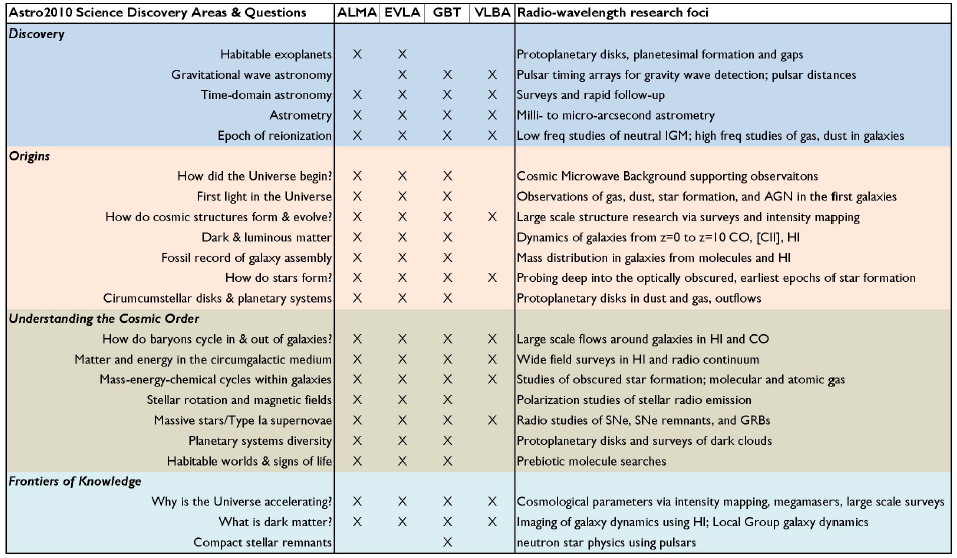 Astro2010 Science Discovery Areas & Questions ALMA EVLA GBT VLBA Radio-wavelength research foci
Discovery
Habitable exoplanets X X Protoplanetary disks, planetesimal formation and gaps
Gravitational wave astronomy X X X Pulsar timing arrays for gravity wave detection; pulsar distances
Time-domain astronomy X X X X Surveys and rapid follow-up
Astrometry X X X X Milli- to micro-arcsecond astrometry
Epoch of reionization X X X X Low freq studies of neutral IGM; high freq studies of gas, dust in galaxies
Origins
How did the Universe begin? X X X Cosmic Microwave Background supporting observaitons
First light in the Universe X X X Observations of gas, dust, star formation, and AGN in the first galaxies
How do cosmic structures form & evolve? X X X X Large scale structure research via surveys and intensity mapping
Dark & luminous matter X X X Dynamics of galaxies from z=0 to z=10 CO, [CII], HI
Fossil record of galaxy assembly X X X Mass distribution in galaxies from molecules and HI
How do stars form? X X X X Probing deep into the optically obscured, earliest epochs of star formation
Cirumcumstellar disks & planetary systems X X X Protoplanetary disks in dust and gas, outflows
Understanding the Cosmic Order
How do baryons cycle in & out of galaxies? X X X X Large scale flows around galaxies in HI and CO
Matter and energy in the circumgalactic medium X X X X Wide field surveys in HI and radio continuum
Mass-energy-chemical cycles within galaxies X X X X Studies of obscured star formation; molecular and atomic gas
Stellar rotation and magnetic fields X X X Polarization studies of stellar radio emission
Massive stars/Type Ia supernovae X X X X Radio studies of SNe, SNe remnants, and GRBs
Planetary systems diversity X X X Protoplanetary disks and surveys of dark clouds
Habitable worlds & signs of life X X X Prebiotic molecule searches
Frontiers of Knowledge
Why is the Universe accelerating? X X X X Cosmological parameters via intensity mapping, megamasers, large scale surveys
What is dark matter? X X X X Imaging of galaxy dynamics using HI; Local Group galaxy dynamics
Compact stellar remnants X neutron star physics using pulsars